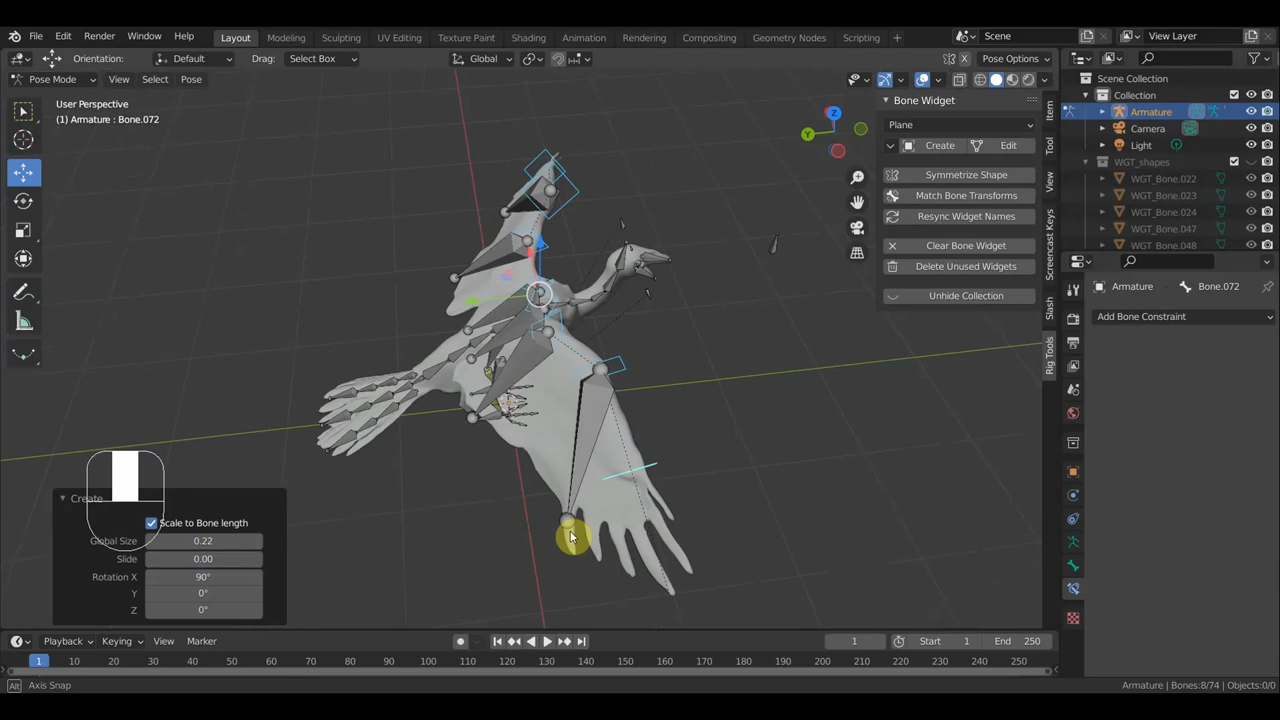 File Edit Render Window Help Layout Modeling Sculpting UV Editing Texture Paint Shading Animation Rendering Compositing Geometry Nodes Scripting + Scene View Layer
Orientation: Default Drag: Select Box Global X Pose Options
Pose Mode View Select Pose
User Perspective
(1) Armature : Bone.072
Z
Y
Bone Widget
Plane
Create Edit
Symmetrize Shape
Match Bone Transforms
Resync Widget Names
Clear Bone Widget
Delete Unused Widgets
Unhide Collection
Item
Tool
View
Screencast Keys
Slash
Rig Tools
Scene Collection
Collection
Armature
Camera
Light
WGT_shapes
WGT_Bone.022
WGT_Bone.023
WGT_Bone.024
WGT_Bone.047
WGT_Bone.048
Armature Bone.072
Add Bone Constraint
Create
Scale to Bone length
Global Size 0.22
Slide 0.00
Rotation X 90°
Y 0°
Z 0°
Playback Keying View Marker 1 Start 1 End 250
1 10 20 30 40 50 60 70 80 90 100 110 120 130 140 150 160 170 180 190 200 210 220 230 240 250
Alt Axis Snap Armature | Bones:8/74 | Objects:0/0